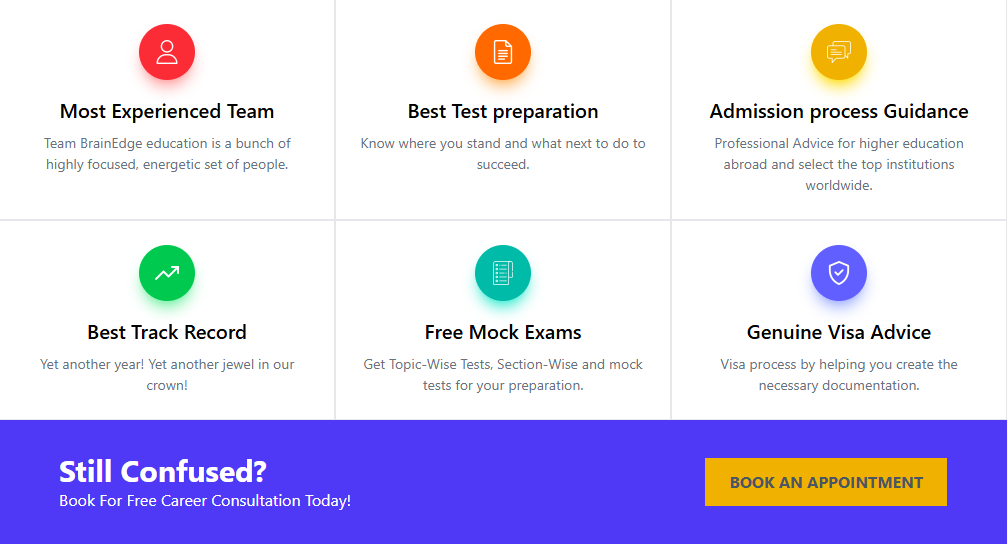 Most Experienced Team
Team BrainEdge education is a bunch of
highly focused, energetic set of people.
Best Test preparation
Know where you stand and what next to do to
succeed.
Admission process Guidance
Professional Advice for higher education
abroad and select the top institutions
worldwide.
Best Track Record
Yet another year! Yet another jewel in our
crown!
Free Mock Exams
Get Topic-Wise Tests, Section-Wise and mock
tests for your preparation.
Genuine Visa Advice
Visa process by helping you create the
necessary documentation.
Still Confused?
Book For Free Career Consultation Today!
BOOK AN APPOINTMENT